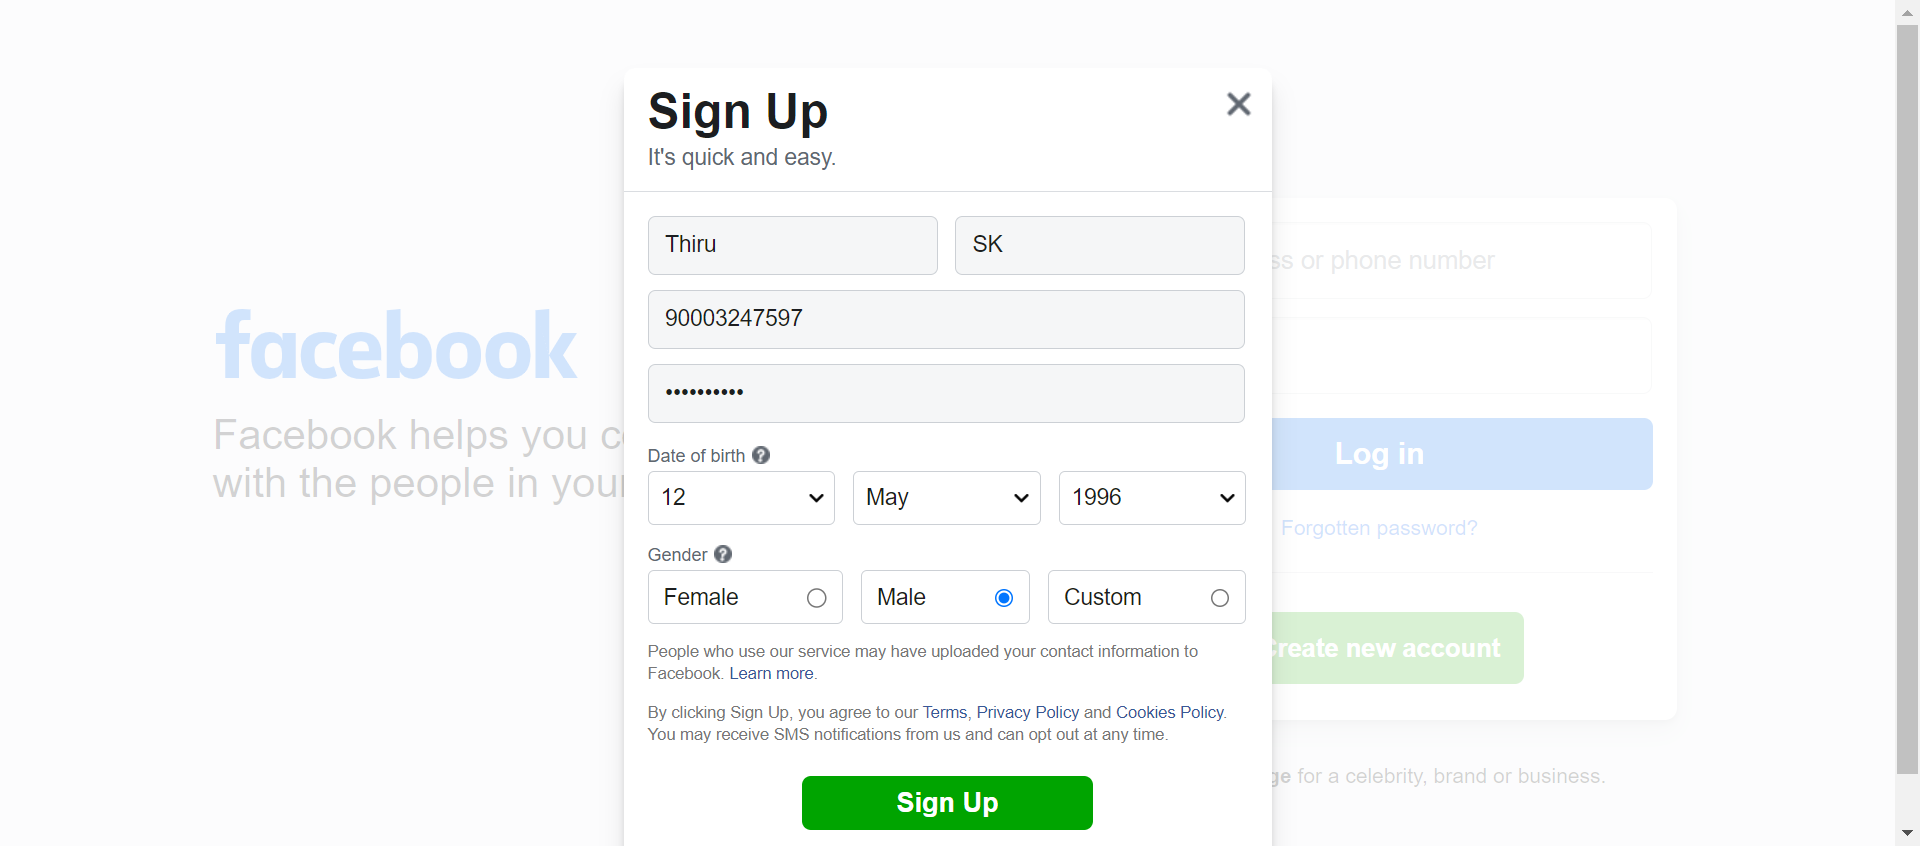 Sign Up
It's quick and easy.
Thiru
SK
90003247597
••••••••••
Date of birth
12
May
1996
Gender
Female
Male
Custom
People who use our service may have uploaded your contact information to
Facebook. Learn more.
By clicking Sign Up, you agree to our Terms, Privacy Policy and Cookies Policy.
You may receive SMS notifications from us and can opt out at any time.
Sign Up
facebook
Facebook helps you
with the people in your
or phone number
Log in
Forgotten password?
Create new account
for a celebrity, brand or business.